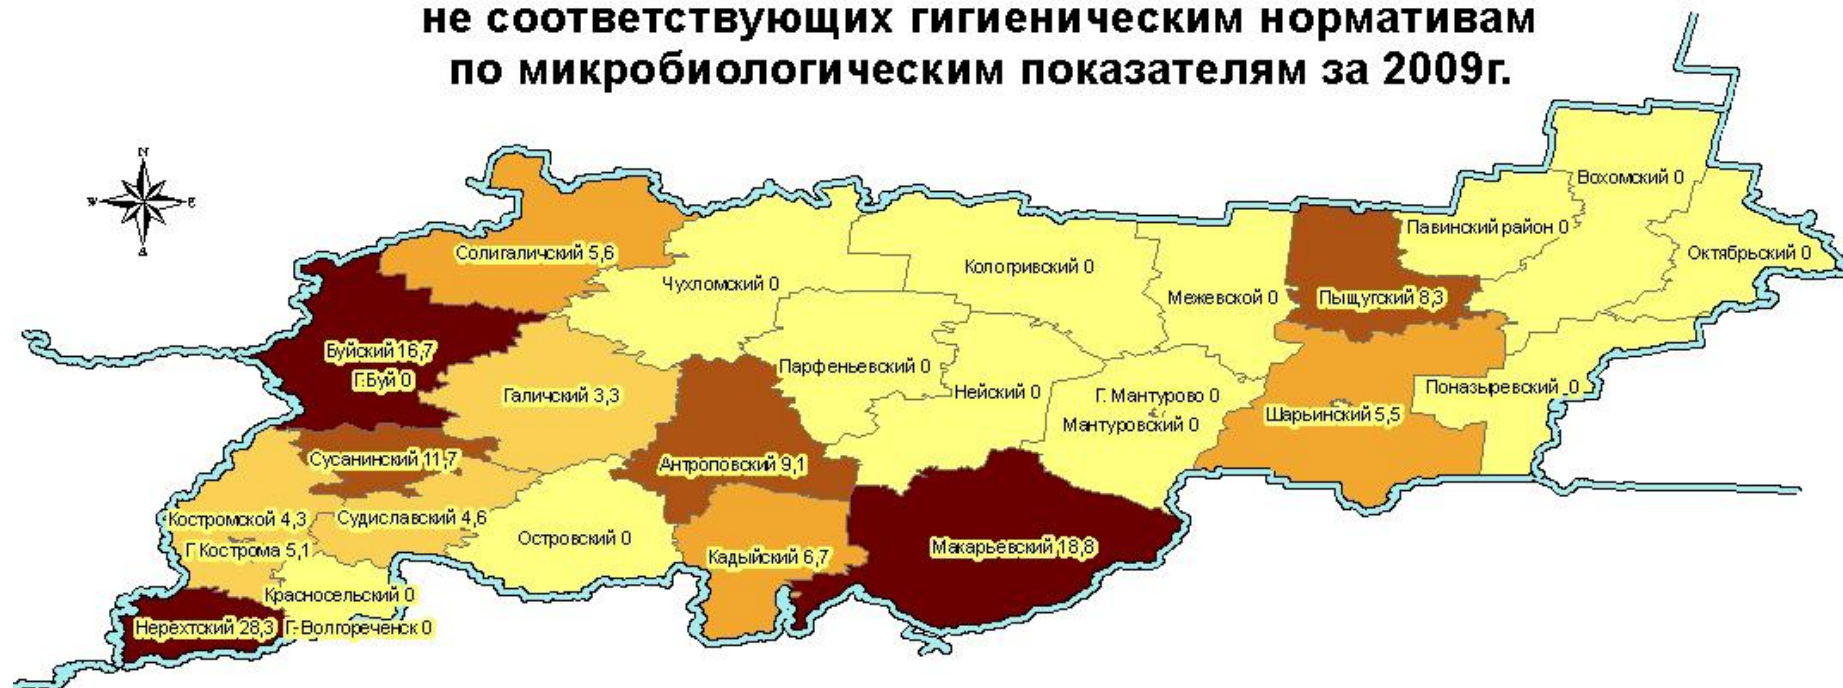 не соответствующих гигиеническим нормативам
по микробиологическим показателям за 2009г.
N
W
E
Вохомский 0
Павинский район 0
Солигаличский 5,6
Октябрьский 0
Кологривский 0
Чухломский 0
Межевской 0
Пыщугский 8,3
Буйский 16,7
Г.Буй 0
Парфеньевский 0
Галичский 3,3
Нейский 0
Г. Мантурово 0
Поназыревский_0
Шарьинский 5,5
Мантуровский 0
Сусанинский 11,7
Антроповский 9,1
Костромской 4,3
Судиславский 4,6
Островский 0
Г Кострома 5,1
Кадыйский 6,7
Макарьевский 18,8
Красносельский 0
Нерехтский 28,3
Г.- Волгореченск 0